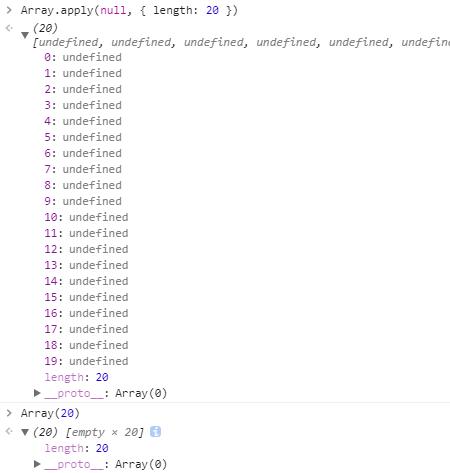 > Array.apply(null, { length: 20 })
(20)
[undefined, undefined, undefined, undefined, undefined, undefine
0: undefined
1: undefined
2: undefined
3: undefined
4: undefined
5: undefined
6: undefined
7: undefined
8: undefined
9: undefined
10: undefined
11: undefined
12: undefined
13: undefined
14: undefined
15: undefined
16: undefined
17: undefined
18: undefined
19: undefined
length: 20
__proto__: Array(0)
> Array(20)
(20) [empty × 20] i
length: 20
__proto__: Array(0)